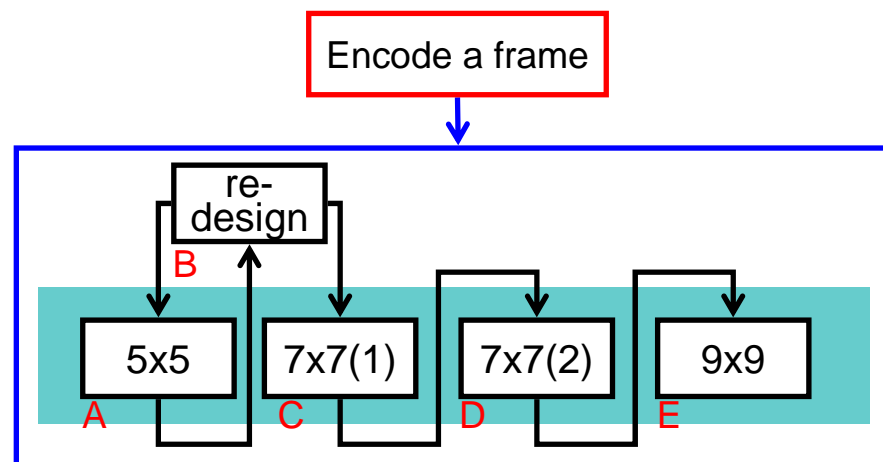 Encode a frame
re-
design
B
5x5
7x7(1)
7x7(2)
9x9
A
C
D
E